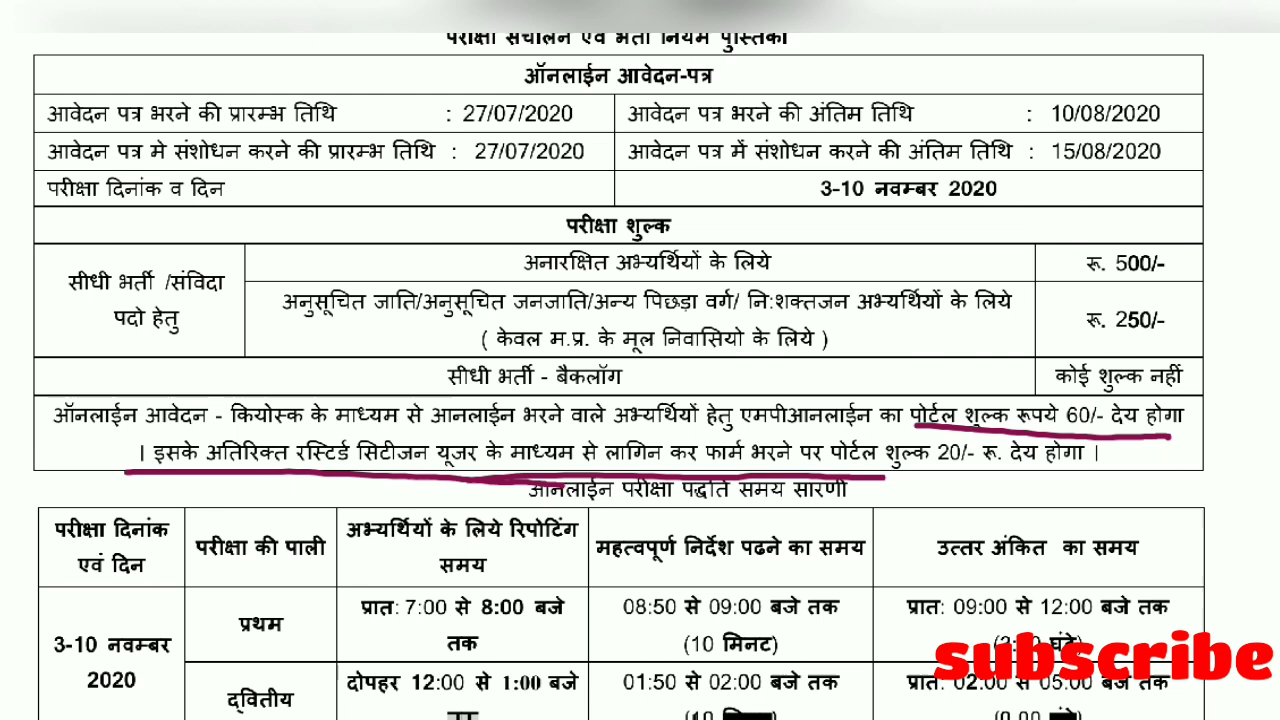 परीक्षा संचालन एवं भर्ती नियम पुस्तिका
ऑनलाईन आवेदन-पत्र
आवेदन पत्र भरने की प्रारम्भ तिथि : 27/07/2020 आवेदन पत्र भरने की अंतिम तिथि : 10/08/2020
आवेदन पत्र मे संशोधन करने की प्रारम्भ तिथि : 27/07/2020 आवेदन पत्र में संशोधन करने की अंतिम तिथि : 15/08/2020
परीक्षा दिनांक व दिन 3-10 नवम्बर 2020
परीक्षा शुल्क
सीधी भर्ती /संविदा
पदो हेतु
अनारक्षित अभ्यर्थियों के लिये रू. 500/-
अनुसूचित जाति/अनुसूचित जनजाति/अन्य पिछड़ा वर्ग/ नि:शक्तजन अभ्यर्थियों के लिये
( केवल म.प्र. के मूल निवासियो के लिये )
रू. 250/-
सीधी भर्ती - बैकलॉग कोई शुल्क नहीं
ऑनलाईन आवेदन - कियोस्क के माध्यम से आनलाईन भरने वाले अभ्यर्थियों हेतु एमपीआनलाईन का पोर्टल शुल्क रूपये 60/- देय होगा
। इसके अतिरिक्त रस्टिर्ड सिटीजन यूजर के माध्यम से लागिन कर फार्म भरने पर पोर्टल शुल्क 20/- रू. देय होगा ।
आनलाईन परीक्षा पद्धति समय सारणी
परीक्षा दिनांक
एवं दिन
परीक्षा की पाली
अभ्यर्थियों के लिये रिपोटिंग
समय
महत्वपूर्ण निर्देश पढने का समय
उत्तर अंकित का समय
3-10 नवम्बर
2020
प्रथम
प्रात: 7:00 से 8:00 बजे
तक
08:50 से 09:00 बजे तक
(10 मिनट)
प्रात: 09:00 से 12:00 बजे तक
घंटे)
द्वितीय
दोपहर 12:00 से 1:00 बजे
01:50 से 02:00 बजे तक
प्रात: 02:00 से 05:00 बजे तक
subscribe